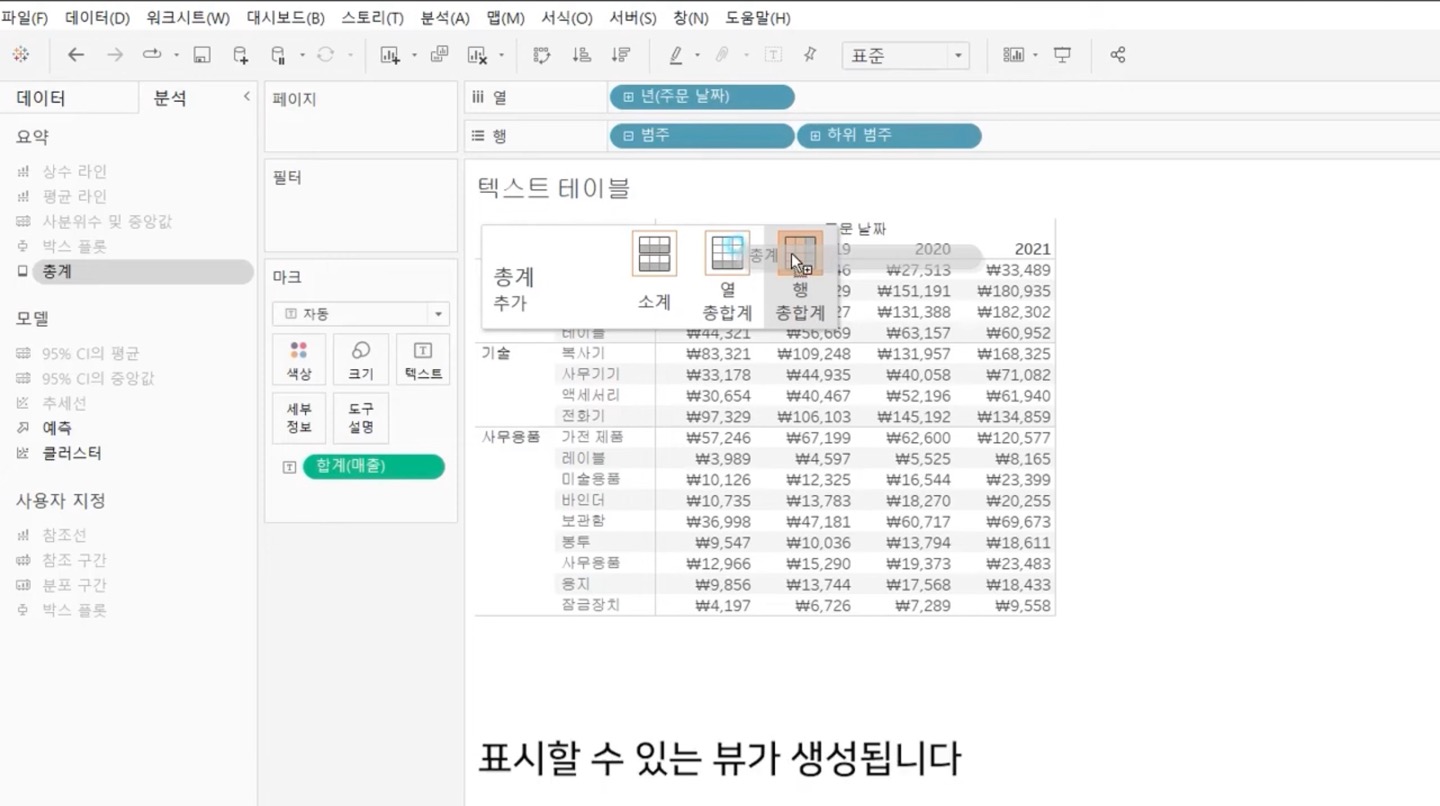 파일(F) 데이터(D) 워크시트(W) 대시보드(B) 스토리(T) 분석(A) 맵(M) 서식(O) 서버(S) 창(N) 도움말(H)
표준
데이터 분석
요약
상수 라인
평균 라인
사분위수 및 중앙값
박스 플롯
총계
모델
95% CI의 평균
95% CI의 중앙값
추세선
예측
클러스터
사용자 지정
참조선
참조 구간
분포 구간
박스 플롯
페이지
필터
마크
자동
색상 크기 텍스트
세부 정보 도구 설명
합계(매출)
열 년(주문 날짜)
행 범주 하위 범주
텍스트 테이블
총계
추가
소계
열
총합계
행
총합계
총계
문 날짜
19 2020 2021
46 ₩27,513 ₩33,489
29 ₩151,191 ₩180,935
27 ₩131,388 ₩182,302
테이블 ₩44,321 ₩56,669 ₩63,157 ₩60,952
기술 복사기 ₩83,321 ₩109,248 ₩131,957 ₩168,325
사무기기 ₩33,178 ₩44,935 ₩40,058 ₩71,082
액세서리 ₩30,654 ₩40,467 ₩52,196 ₩61,940
전화기 ₩97,329 ₩106,103 ₩145,192 ₩134,859
사무용품 가전 제품 ₩57,246 ₩67,199 ₩62,600 ₩120,577
레이블 ₩3,989 ₩4,597 ₩5,525 ₩8,165
미술용품 ₩10,126 ₩12,325 ₩16,544 ₩23,399
바인더 ₩10,735 ₩13,783 ₩18,270 ₩20,255
보관함 ₩36,998 ₩47,181 ₩60,717 ₩69,673
봉투 ₩9,547 ₩10,036 ₩13,794 ₩18,611
사무용품 ₩12,966 ₩15,290 ₩19,373 ₩23,483
용지 ₩9,856 ₩13,744 ₩17,568 ₩18,433
잠금장치 ₩4,197 ₩6,726 ₩7,289 ₩9,558
표시할 수 있는 뷰가 생성됩니다